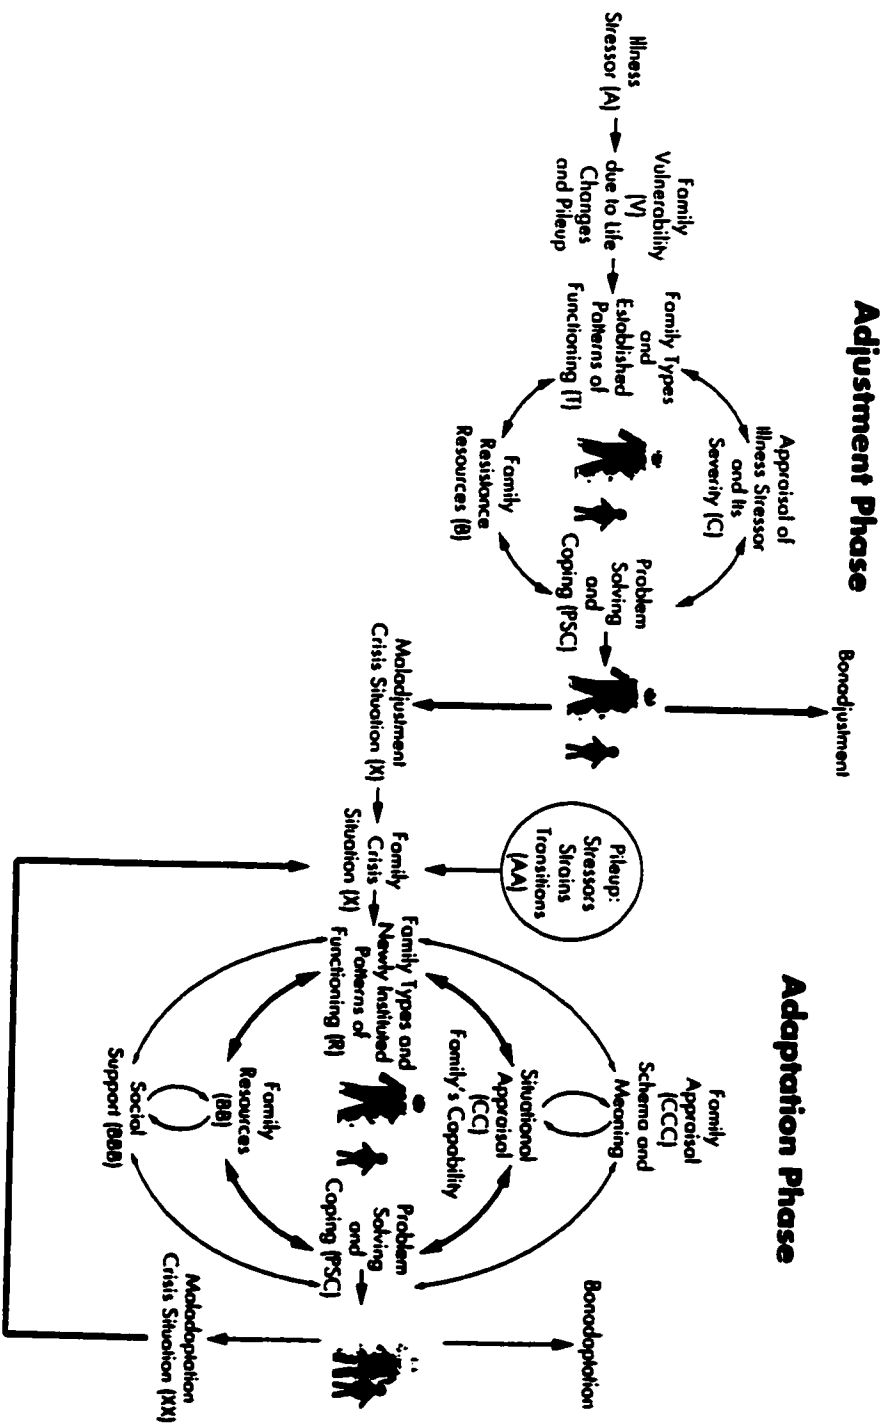 Adjustment Phase
Illness
Stressor (A)
Family
Vulnerability
(V)
due to Life
Changes
and Pileup
Family Types
and
Established
Patterns of
Functioning (T)
Appraisal of
Illness Stressor
and Its
Severity (C)
Family
Resistance
Resources (B)
Problem
Solving
and
Coping (PSC)
Bonadjustment
Maladjustment
Crisis Situation (X)
Adaptation Phase
Pileup:
Stressors
Strains
Transitions
(AA)
Family
Crisis
Situation (X)
Family Types and
Newly Instituted
Patterns of
Functioning (R)
Family
Appraisal
(CCC)
Schema and
Meaning
Situational
Appraisal
(CC)
Family's Capability
Family
Resources
(BB)
Social
Support (BBB)
Problem
Solving
and
Coping (PSC)
Bonadaptation
Maladaptation
Crisis Situation (XX)